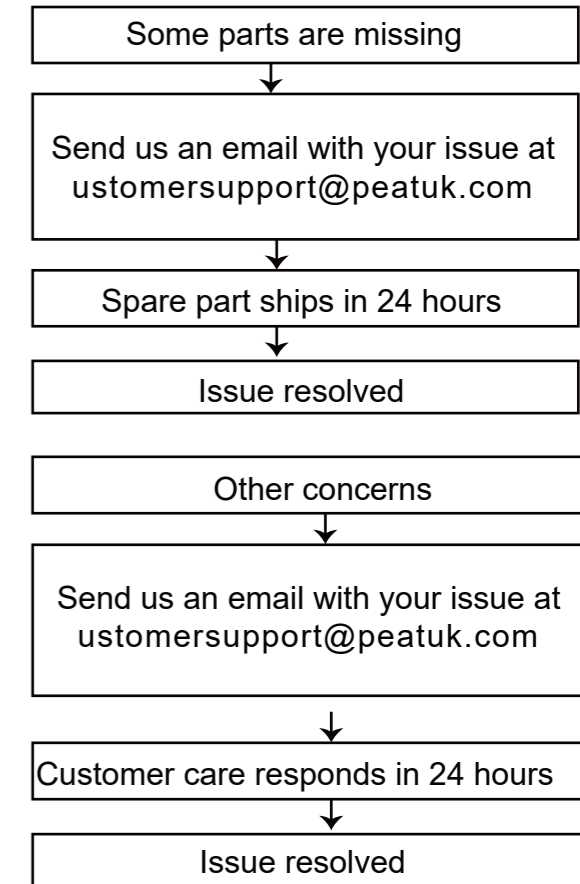 Some parts are missing
Send us an email with your issue at
ustomersupport@peatuk.com
Spare part ships in 24 hours
Issue resolved
Other concerns
Send us an email with your issue at
ustomersupport@peatuk.com
Customer care responds in 24 hours
Issue resolved